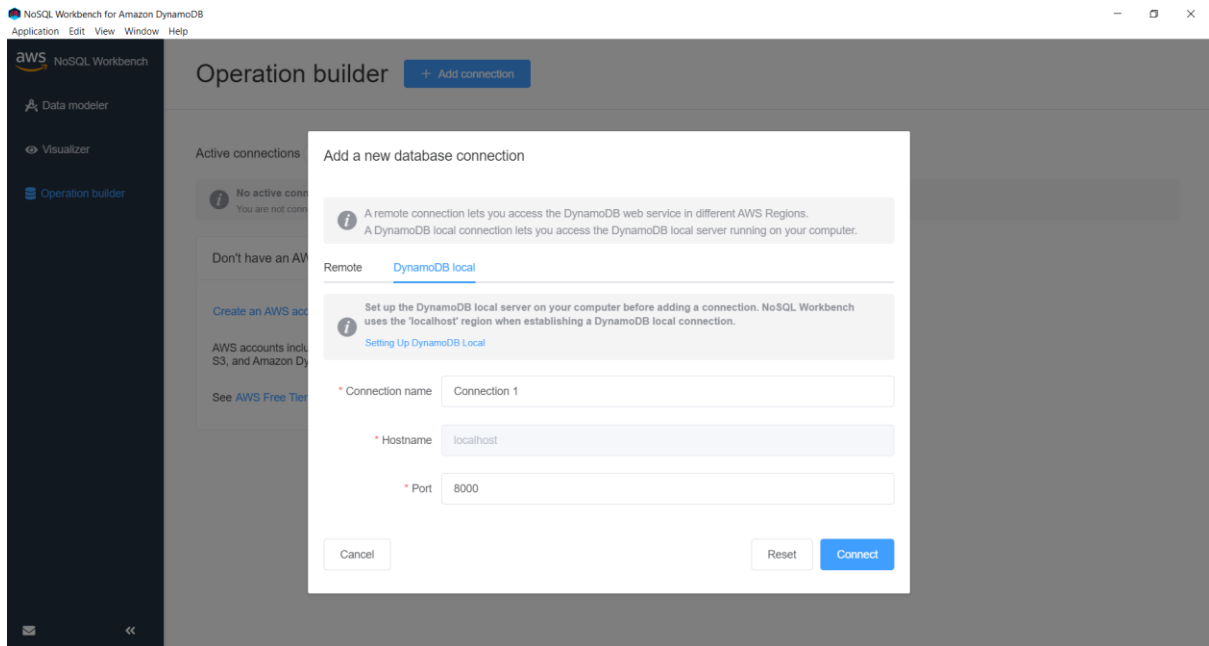 NoSQL Workbench for Amazon DynamoDB
Application Edit View Window Help
aws NoSQL Workbench
Data modeler
Visualizer
Operation builder
Operation builder
+ Add connection
Active connections
No active conn
You are not conn
Don't have an AW
Create an AWS acc
AWS accounts inclu
S3, and Amazon Dy
See AWS Free Tier
Add a new database connection
A remote connection lets you access the DynamoDB web service in different AWS Regions.
A DynamoDB local connection lets you access the DynamoDB local server running on your computer.
Remote DynamoDB local
Set up the DynamoDB local server on your computer before adding a connection. NoSQL Workbench
uses the 'localhost' region when establishing a DynamoDB local connection.
Setting Up DynamoDB Local
* Connection name Connection 1
* Hostname localhost
* Port 8000
Cancel Reset Connect